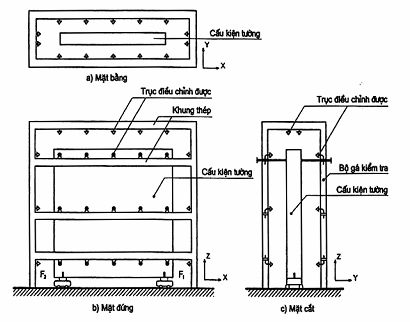 Cấu kiện tường
Y
X
a) Mặt bằng
Trục điều chỉnh được
Khung thép
Cấu kiện tường
F₂
F₁
Z
X
b) Mặt đứng
Trục điều chỉnh được
Bộ gá kiểm tra
Cấu kiện tường
Z
Y
c) Mặt cắt